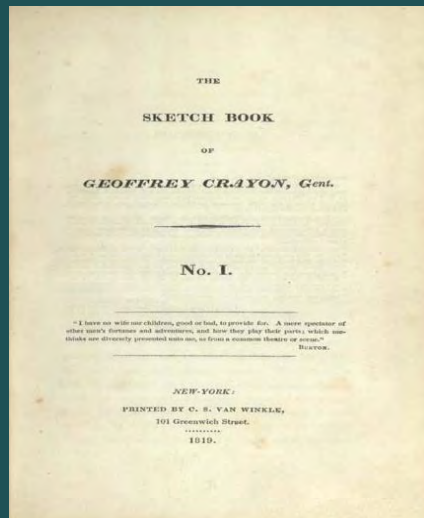 THE
SKETCH BOOK
OF
GEOFFREY CRAYON, Gent.
No. I.
"I have no wife nor children, good or bad, to provide for. A mere spectator of
other men's fortunes and adventures, and how they play their parts; which me-
thinks are diversely presented unto me, as from a common theatre or scene."
BURTON.
NEW-YORK:
PRINTED BY C. S. VAN WINKLE,
101 Greenwich Street.
1819.